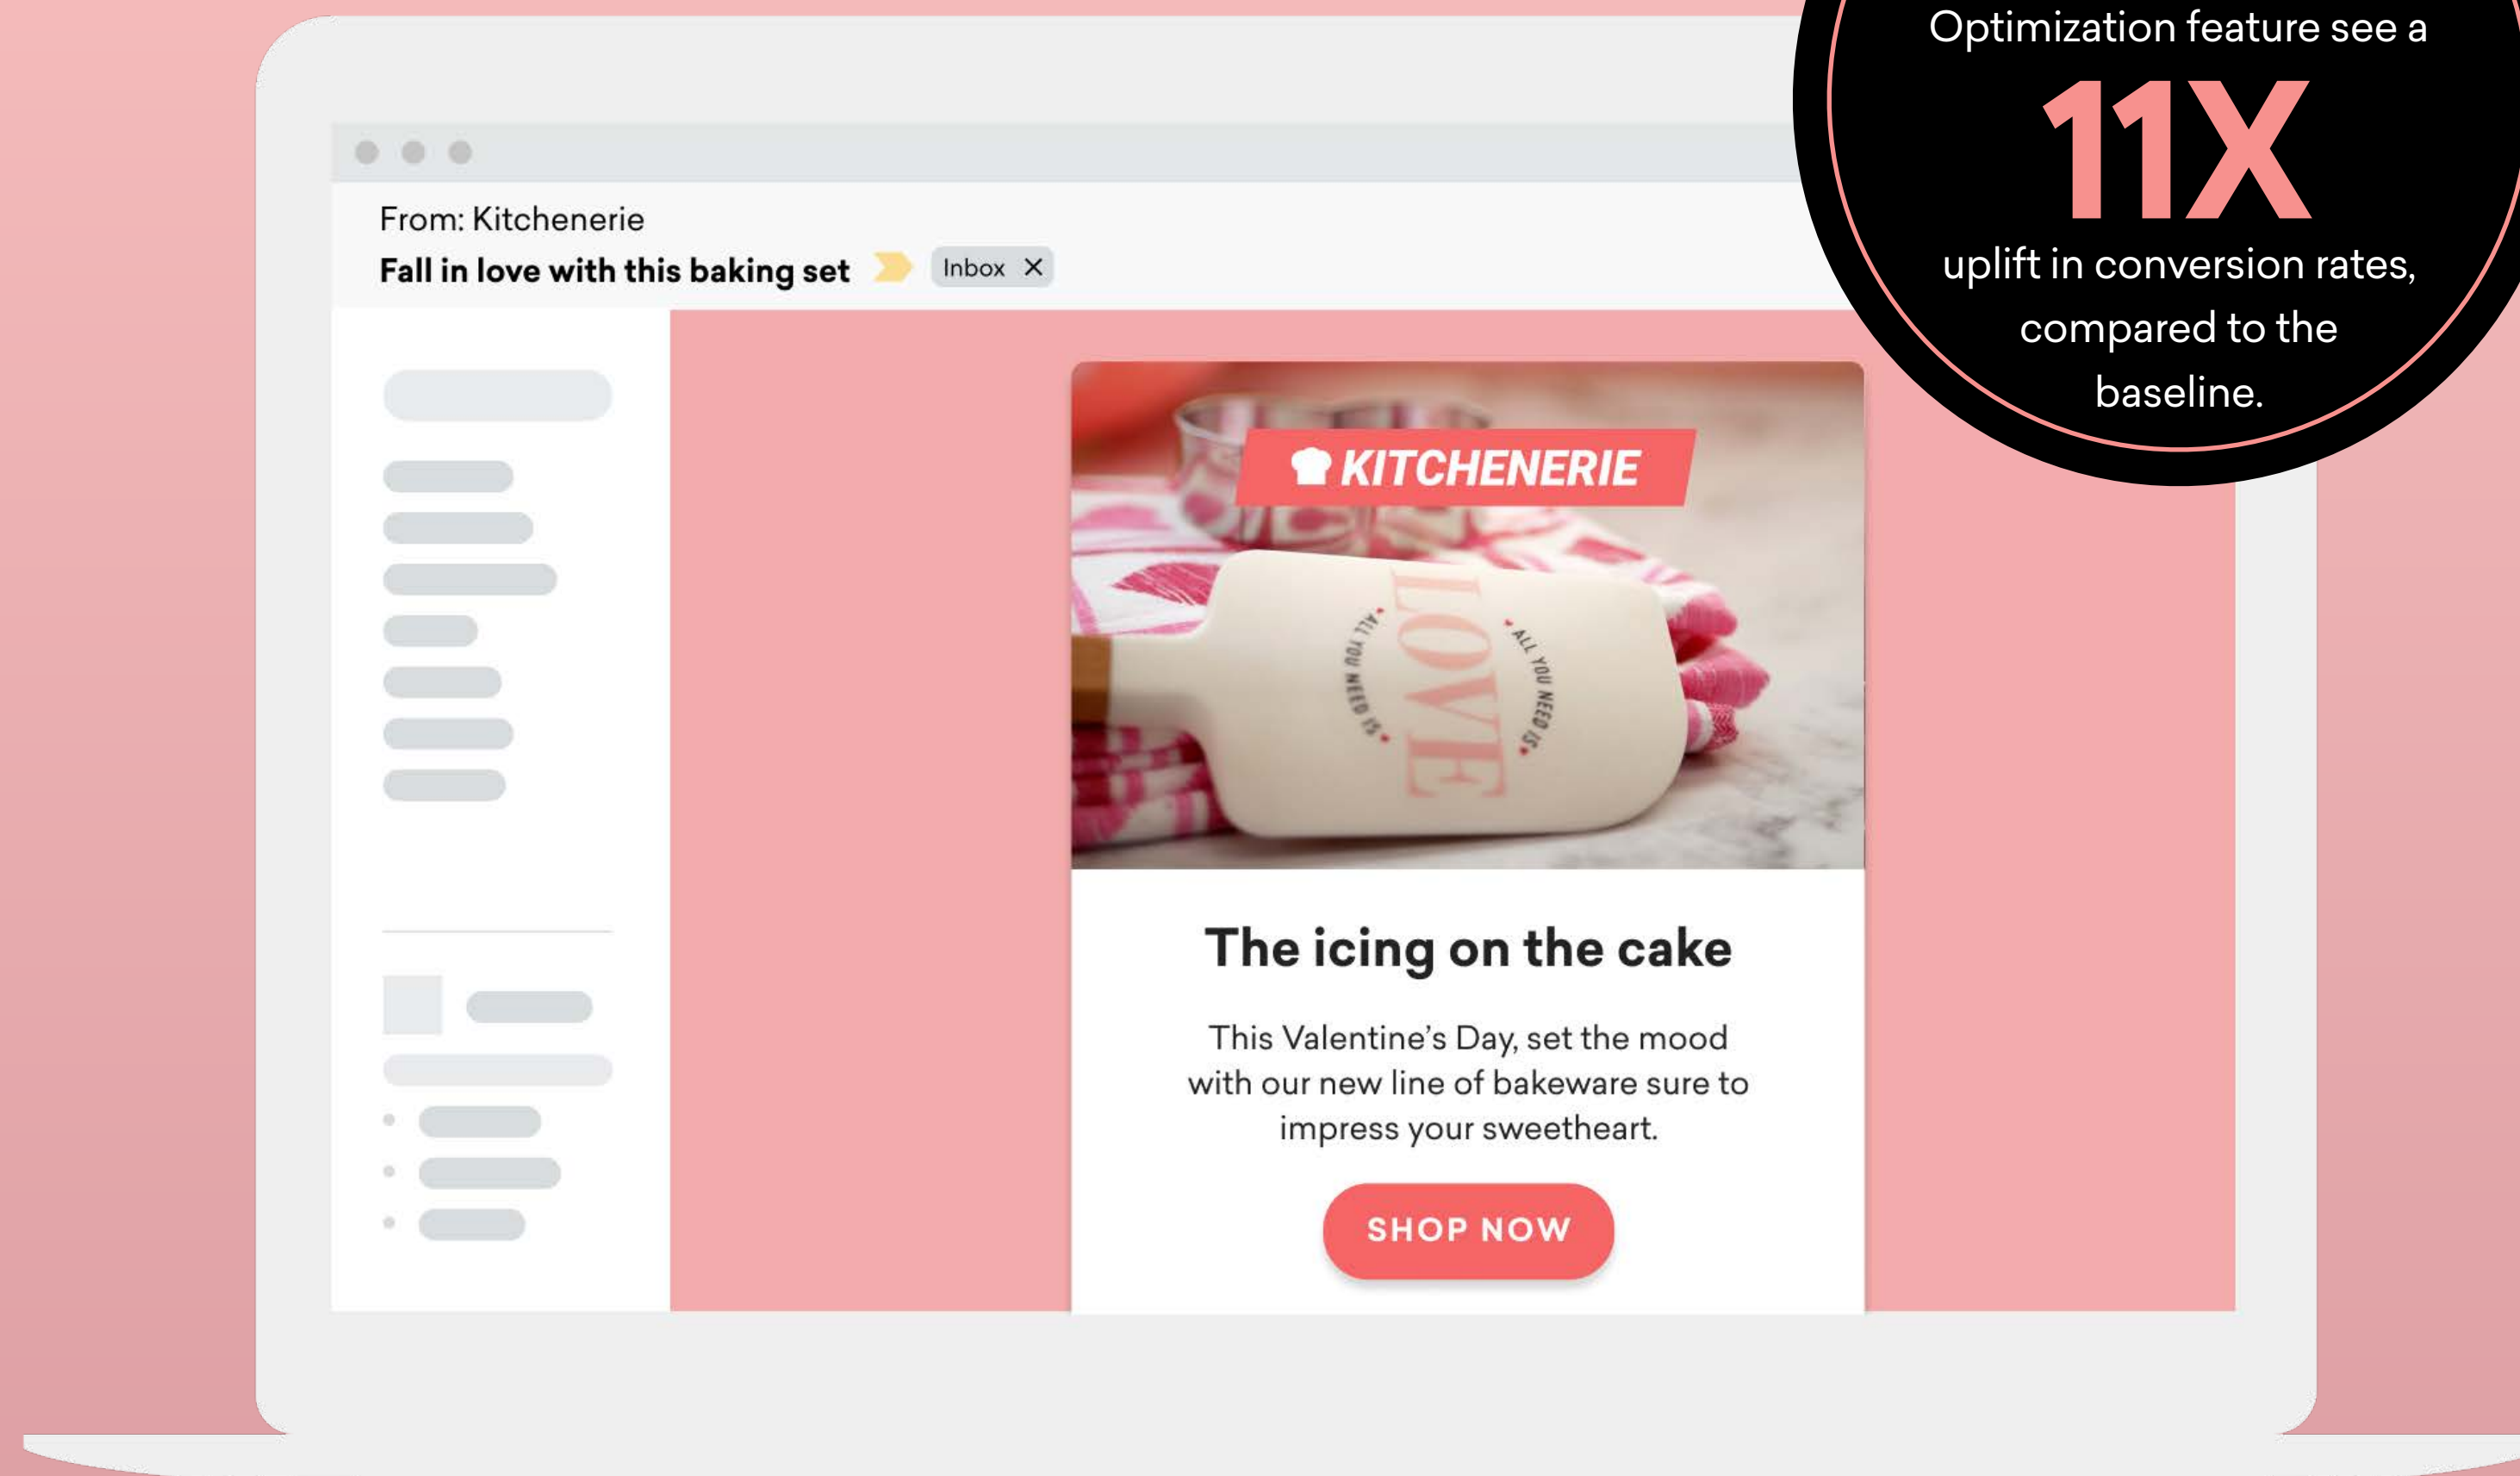 Optimization feature see a
11X
uplift in conversion rates,
compared to the
baseline.
From: Kitchenerie
Fall in love with this baking set Inbox X
KITCHENERIE
ALL YOU NEED IS
LOVE
ALL YOU NEED IS
The icing on the cake
This Valentine’s Day, set the mood
with our new line of bakeware sure to
impress your sweetheart.
SHOP NOW